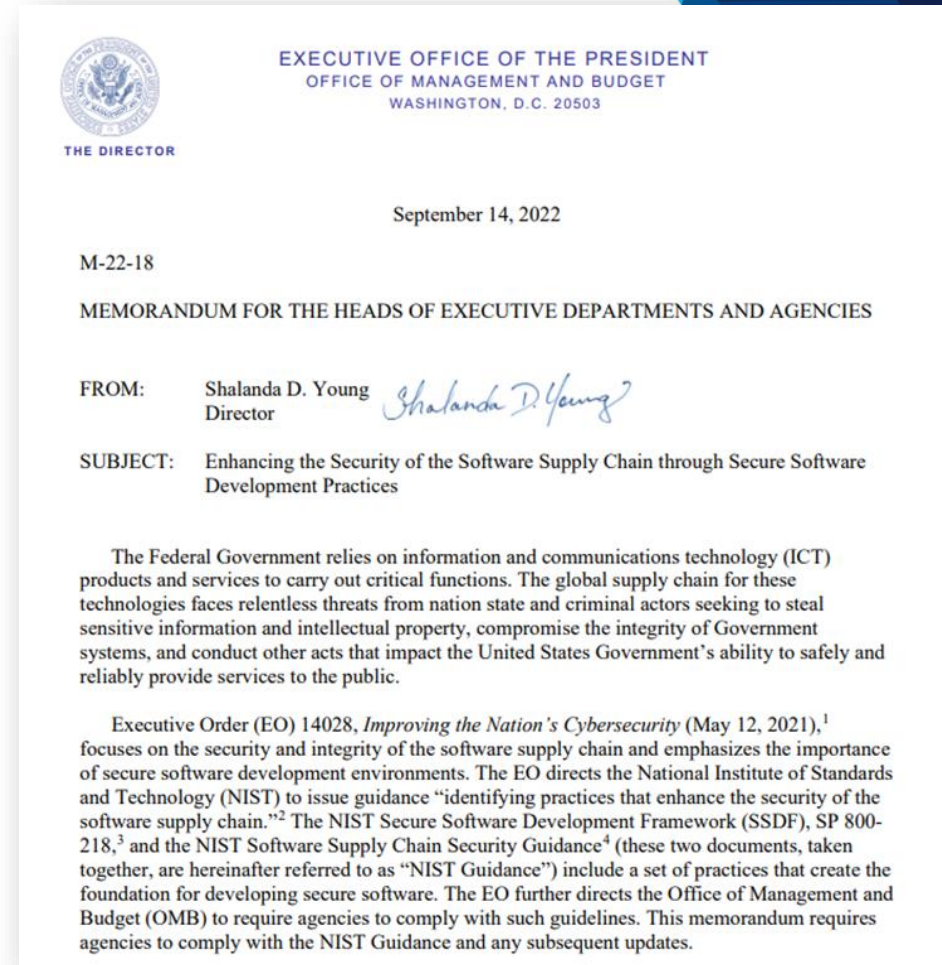 EXECUTIVE OFFICE OF THE PRESIDENT
OFFICE OF MANAGEMENT AND BUDGET
WASHINGTON, D.C. 20503
THE DIRECTOR
September 14, 2022
M-22-18
MEMORANDUM FOR THE HEADS OF EXECUTIVE DEPARTMENTS AND AGENCIES
FROM: Shalanda D. Young Shalanda D. Young
Director
SUBJECT: Enhancing the Security of the Software Supply Chain through Secure Software
Development Practices
The Federal Government relies on information and communications technology (ICT)
products and services to carry out critical functions. The global supply chain for these
technologies faces relentless threats from nation state and criminal actors seeking to steal
sensitive information and intellectual property, compromise the integrity of Government
systems, and conduct other acts that impact the United States Government's ability to safely and
reliably provide services to the public.
Executive Order (EO) 14028, Improving the Nation's Cybersecurity (May 12, 2021),¹
focuses on the security and integrity of the software supply chain and emphasizes the importance
of secure software development environments. The EO directs the National Institute of Standards
and Technology (NIST) to issue guidance “identifying practices that enhance the security of the
software supply chain.”² The NIST Secure Software Development Framework (SSDF), SP 800-
218,³ and the NIST Software Supply Chain Security Guidance⁴ (these two documents, taken
together, are hereinafter referred to as “NIST Guidance”) include a set of practices that create the
foundation for developing secure software. The EO further directs the Office of Management and
Budget (OMB) to require agencies to comply with such guidelines. This memorandum requires
agencies to comply with the NIST Guidance and any subsequent updates.